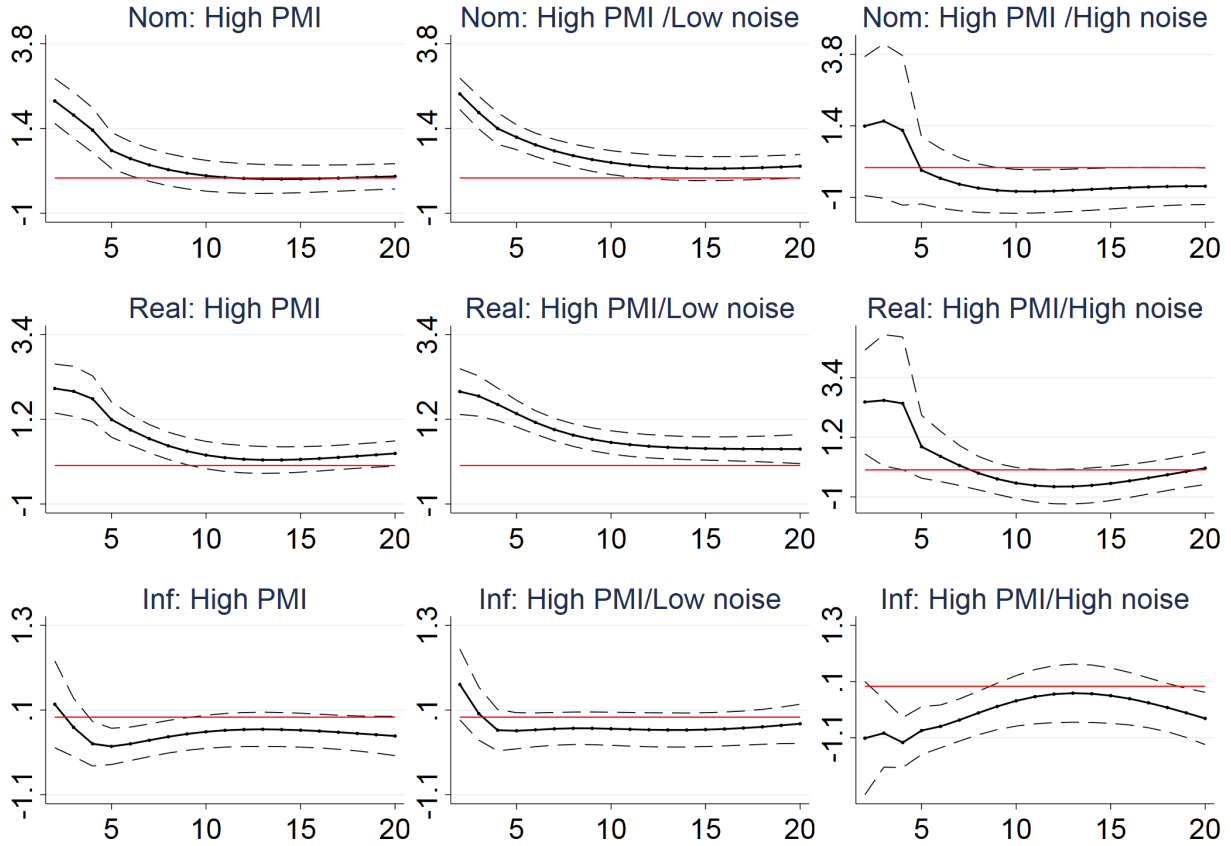 Nom: High PMI
Nom: High PMI /Low noise
Nom: High PMI /High noise
3.8
1.4
-1
5 10 15 20
3.8
1.4
-1
5 10 15 20
3.8
1.4
-1
5 10 15 20
Real: High PMI
Real: High PMI/Low noise
Real: High PMI/High noise
3.4
1.2
-1
5 10 15 20
3.4
1.2
-1
5 10 15 20
3.4
1.2
-1
5 10 15 20
Inf: High PMI
Inf: High PMI/Low noise
Inf: High PMI/High noise
1.3
.1
-1.1
5 10 15 20
1.3
.1
-1.1
5 10 15 20
1.3
.1
-1.1
5 10 15 20